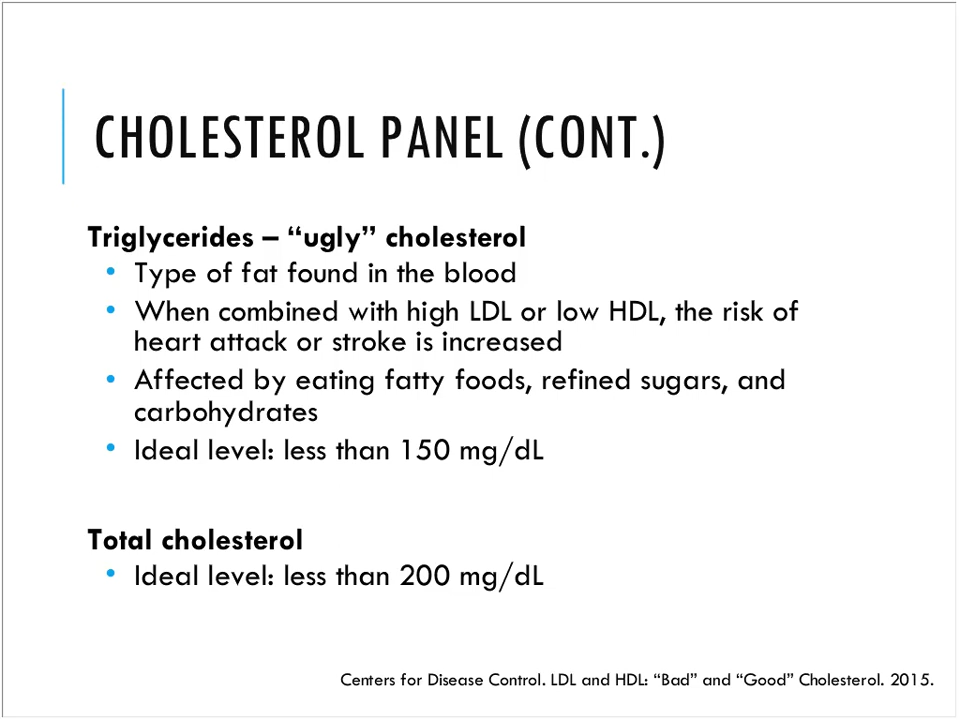 CHOLESTEROL PANEL (CONT.)
Triglycerides – “ugly” cholesterol
• Type of fat found in the blood
• When combined with high LDL or low HDL, the risk of
heart attack or stroke is increased
• Affected by eating fatty foods, refined sugars, and
carbohydrates
• Ideal level: less than 150 mg/dL
Total cholesterol
• Ideal level: less than 200 mg/dL
Centers for Disease Control. LDL and HDL: “Bad” and “Good” Cholesterol. 2015.